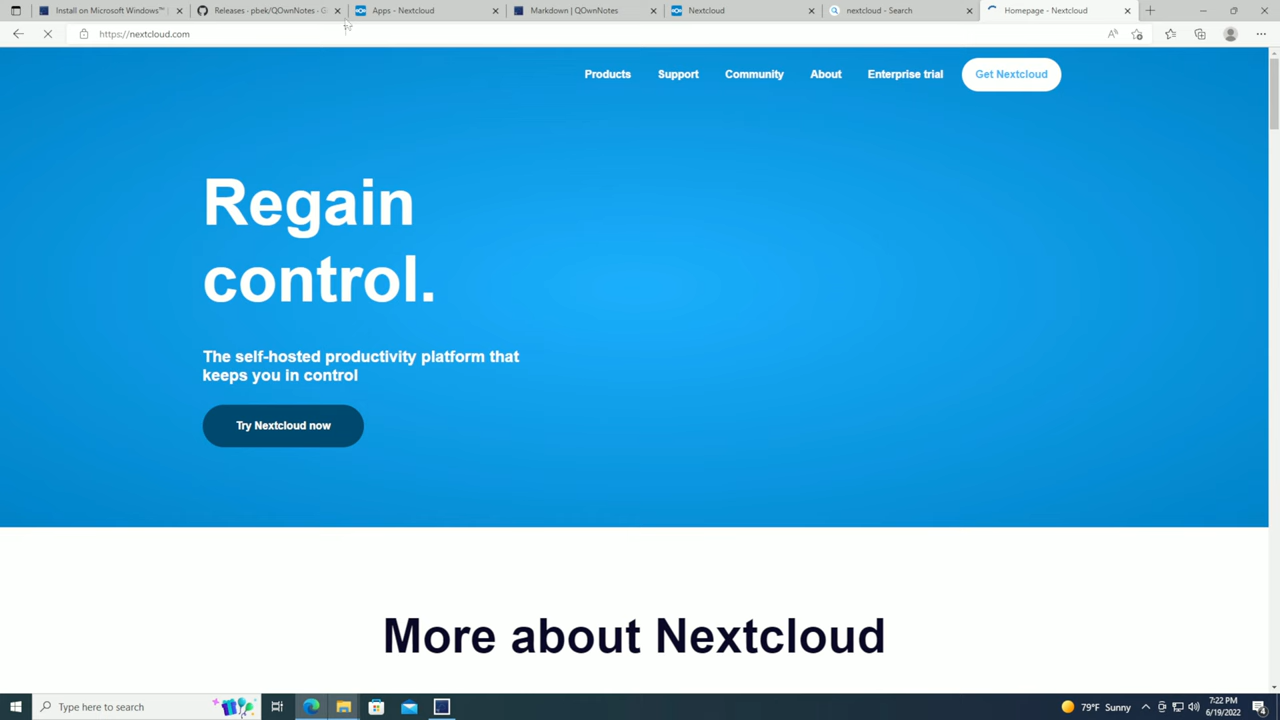 Install on Microsoft Windows™
Releases · pbek/QOwnNotes · G
Apps - Nextcloud
Markdown | QOwnNotes
Nextcloud
nextcloud - Search
Homepage - Nextcloud
https://nextcloud.com
Products
Support
Community
About
Enterprise trial
Get Nextcloud
Regain
control.
The self-hosted productivity platform that
keeps you in control
Try Nextcloud now
More about Nextcloud
Type here to search
79°F Sunny
7:22 PM
6/19/2022
4